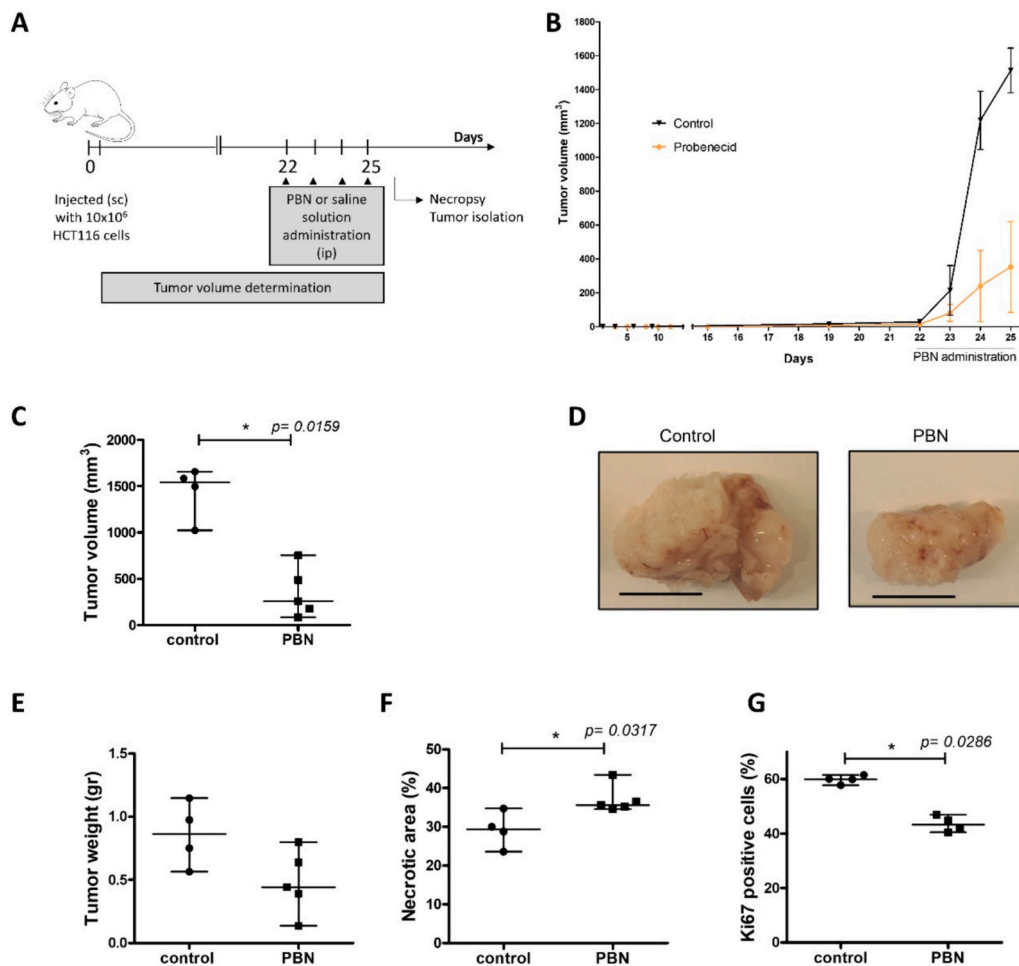 A
Days
0
22
25
Injected (sc)
with 10x10⁶
HCT116 cells
PBN or saline
solution
administration
(ip)
Necropsy
Tumor isolation
Tumor volume determination
B
Tumor volume (mm³)
1800
1600
1400
1200
1000
800
600
400
200
0
Control
Probenecid
5
10
15
16
17
18
19
20
21
22
23
24
25
Days
PBN administration
C
* p= 0.0159
Tumor volume (mm³)
2000
1500
1000
500
0
control
PBN
D
Control
PBN
E
Tumor weight (gr)
1.5
1.0
0.5
0.0
control
PBN
F
* p= 0.0317
Necrotic area (%)
50
40
30
20
10
0
control
PBN
G
* p= 0.0286
Ki67 positive cells (%)
60
40
20
0
control
PBN